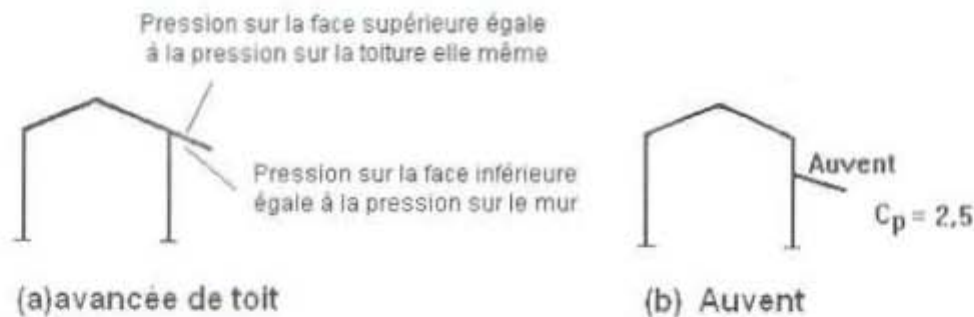 Pression sur la face supérieure égale
à la pression sur la toiture elle même
Pression sur la face inférieure
égale à la pression sur le mur
(a)avancée de toit
Auvent
Cp = 2,5
(b) Auvent